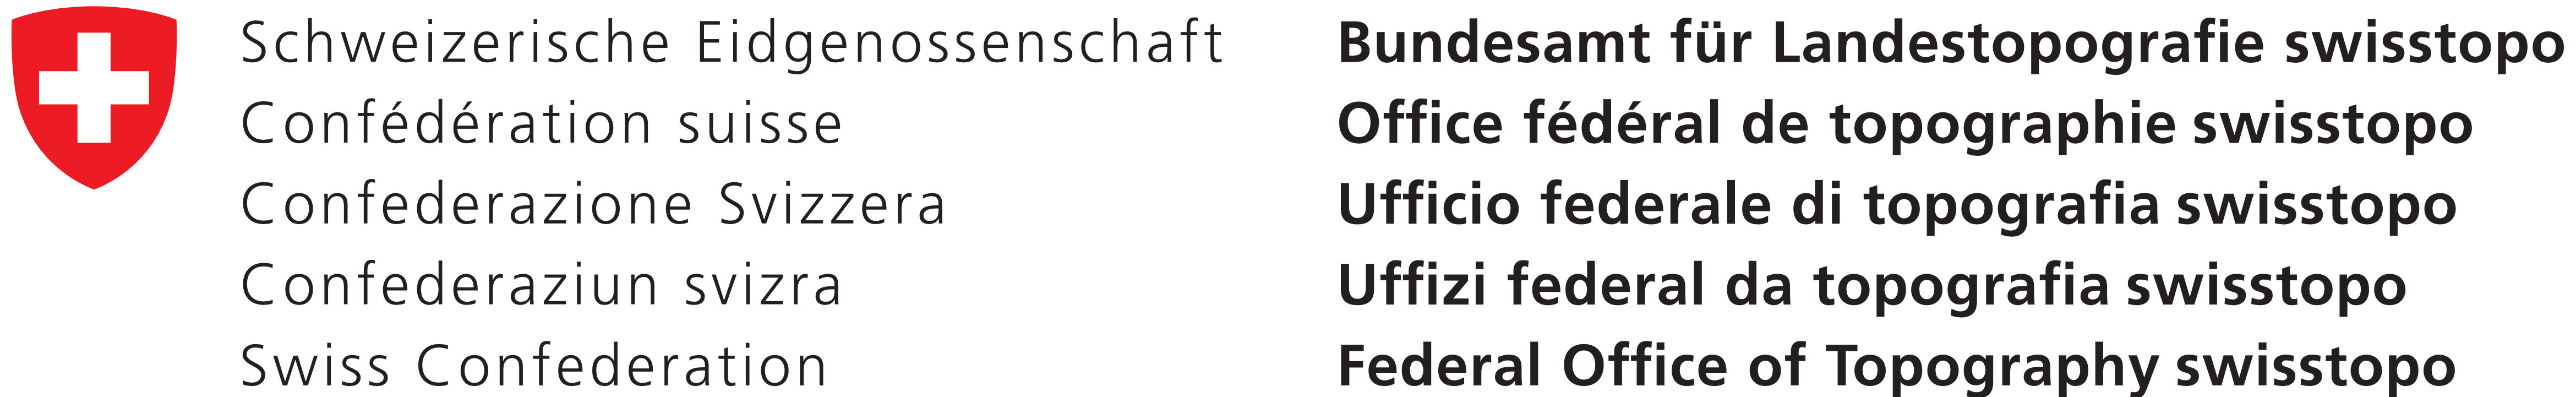 Schweizerische Eidgenossenschaft
Confédération suisse
Confederazione Svizzera
Confederaziun svizra
Swiss Confederation
Bundesamt für Landestopografie swisstopo
Office fédéral de topographie swisstopo
Ufficio federale di topografia swisstopo
Uffizi federal da topografia swisstopo
Federal Office of Topography swisstopo